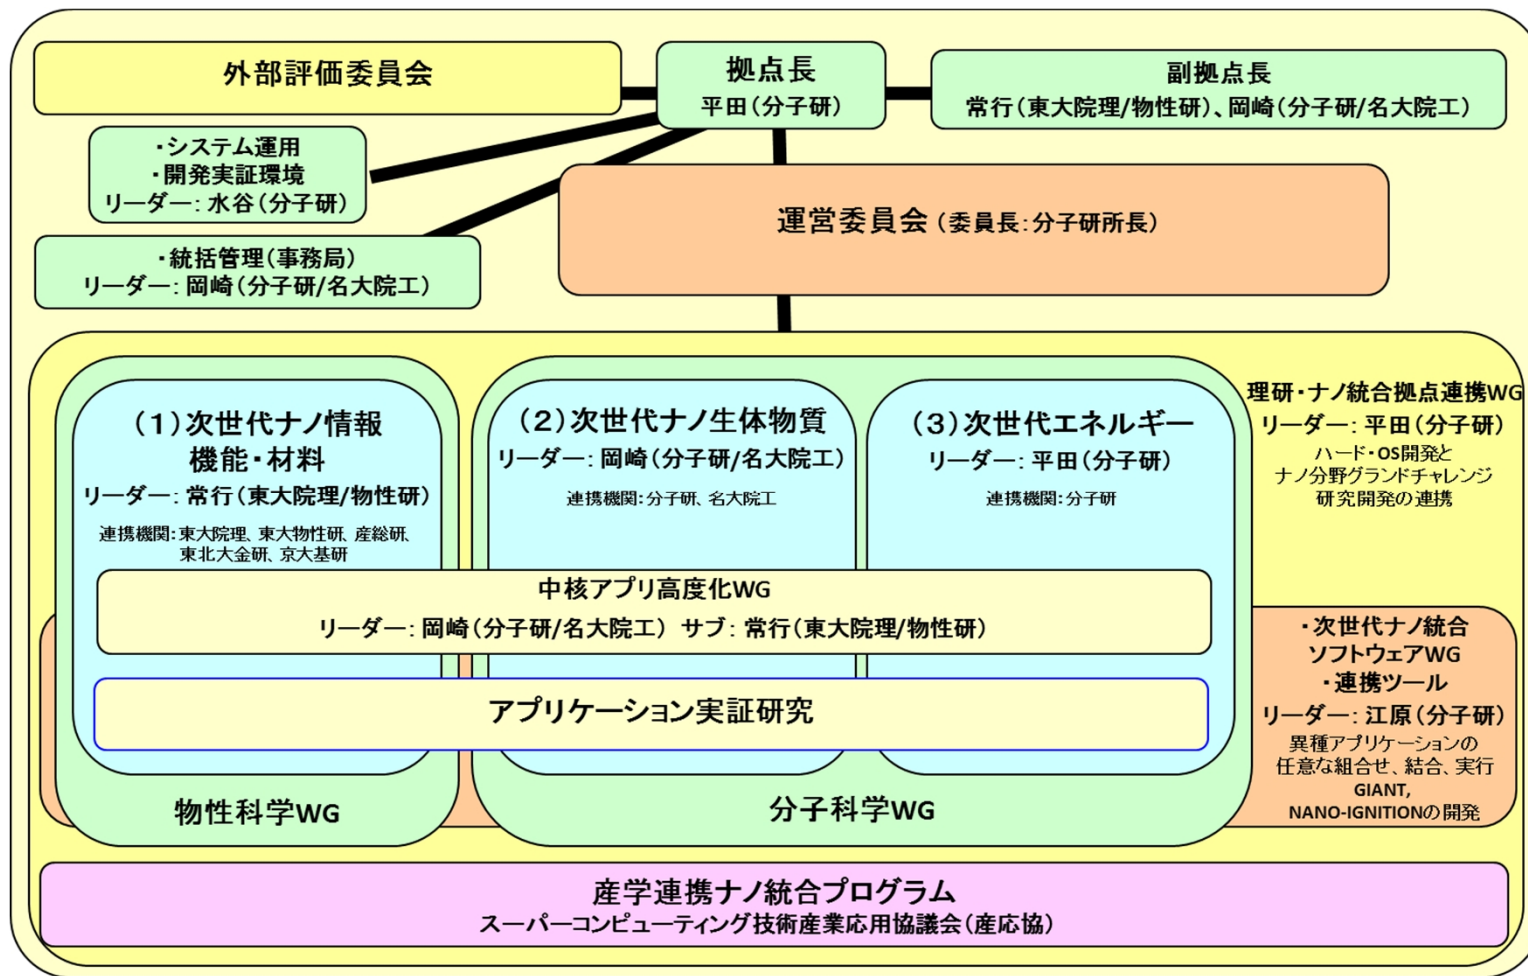 外部評価委員会
拠点長
平田(分子研)
副拠点長
常行(東大院理/物性研)、岡崎(分子研/名大院工)
・システム運用
・開発実証環境
リーダー: 水谷(分子研)
・統括管理(事務局)
リーダー: 岡崎(分子研/名大院工)
運営委員会(委員長:分子研所長)
(1)次世代ナノ情報
機能・材料
リーダー: 常行(東大院理/物性研)
連携機関:東大院理、東大物性研、産総研、
東北大金研、京大基研
(2)次世代ナノ生体物質
リーダー: 岡崎(分子研/名大院工)
連携機関:分子研、名大院工
(3)次世代エネルギー
リーダー: 平田(分子研)
連携機関:分子研
理研・ナノ統合拠点連携WG
リーダー: 平田(分子研)
ハード・OS開発と
ナノ分野グランドチャレンジ
研究開発の連携
中核アプリ高度化WG
リーダー: 岡崎(分子研/名大院工) サブ: 常行(東大院理/物性研)
アプリケーション実証研究
・次世代ナノ統合
ソフトウェアWG
・連携ツール
リーダー: 江原(分子研)
異種アプリケーションの
任意な組合せ、結合、実行
GIANT,
NANO-IGNITIONの開発
物性科学WG
分子科学WG
産学連携ナノ統合プログラム
スーパーコンピューティング技術産業応用協議会(産応協)